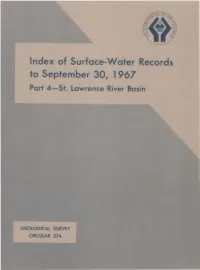 Index of Surface-Water Records
to September 30, 1967
Part 4—St. Lawrence River Basin
GEOLOGICAL SURVEY
CIRCULAR 574